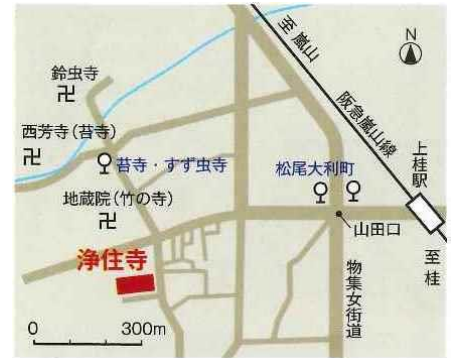 N
至 嵐山
阪急嵐山線
鈴虫寺
西芳寺(苔寺)
苔寺・すず虫寺
松尾大利町
上桂駅
地蔵院(竹の寺)
山田口
浄住寺
至 桂
物集女街道
0 300m